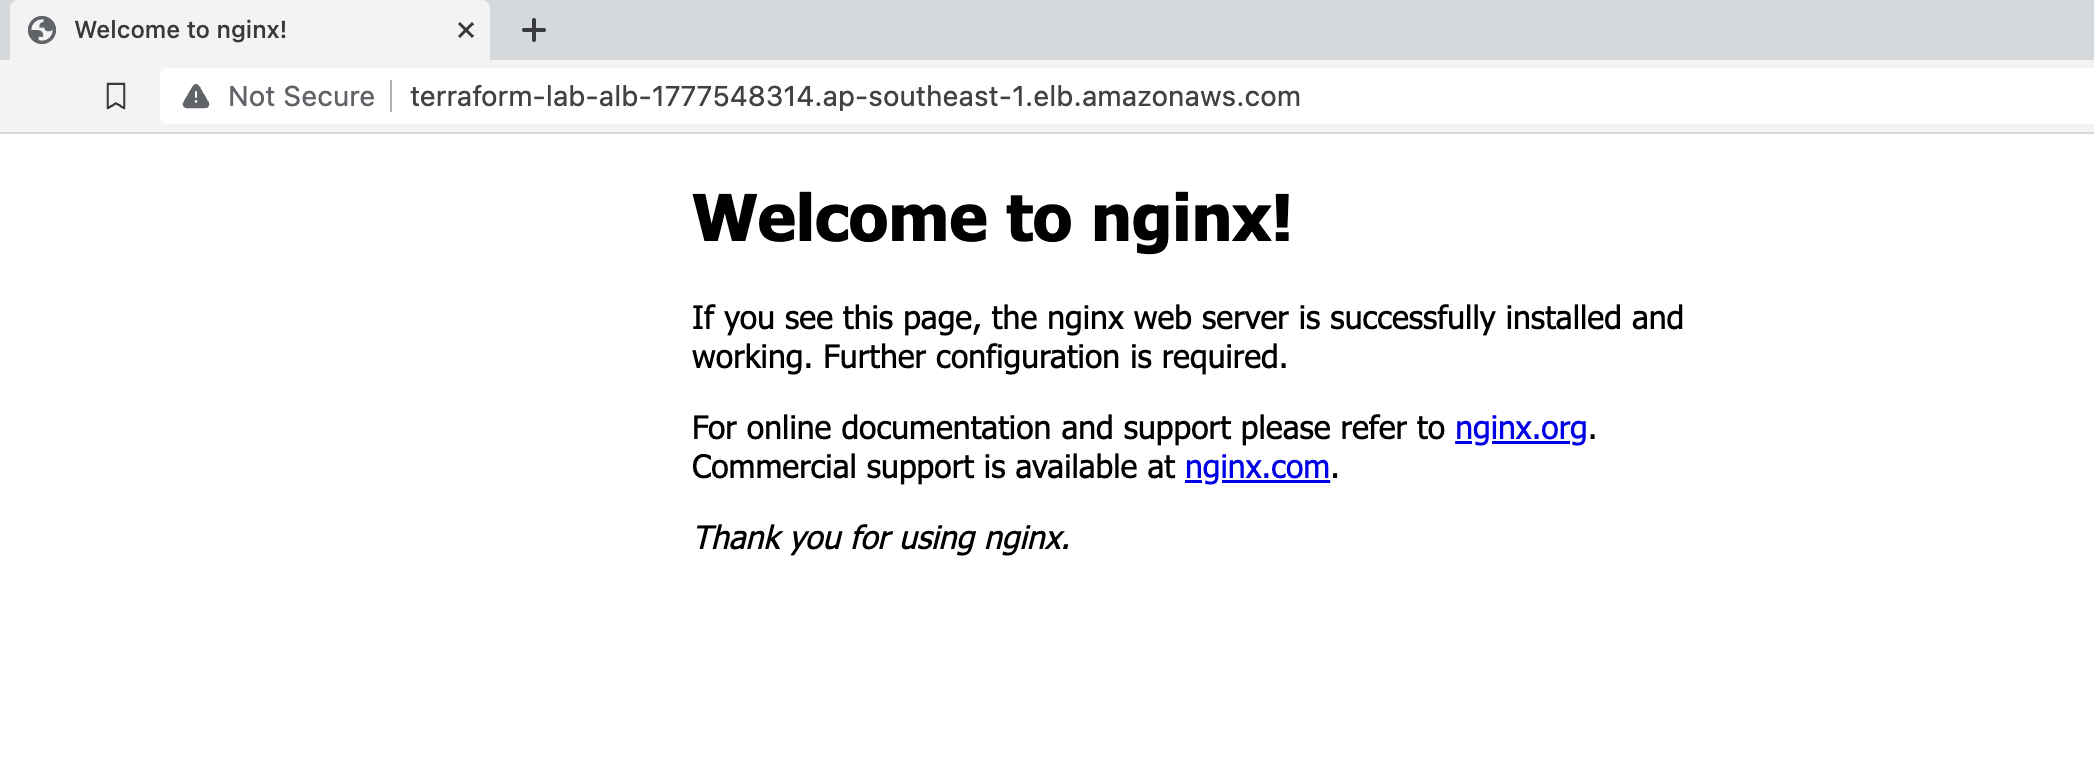 Welcome to nginx!
Not Secure
terraform-lab-alb-1777548314.ap-southeast-1.elb.amazonaws.com
Welcome to nginx!
If you see this page, the nginx web server is successfully installed and
working. Further configuration is required.
For online documentation and support please refer to nginx.org.
Commercial support is available at nginx.com.
Thank you for using nginx.